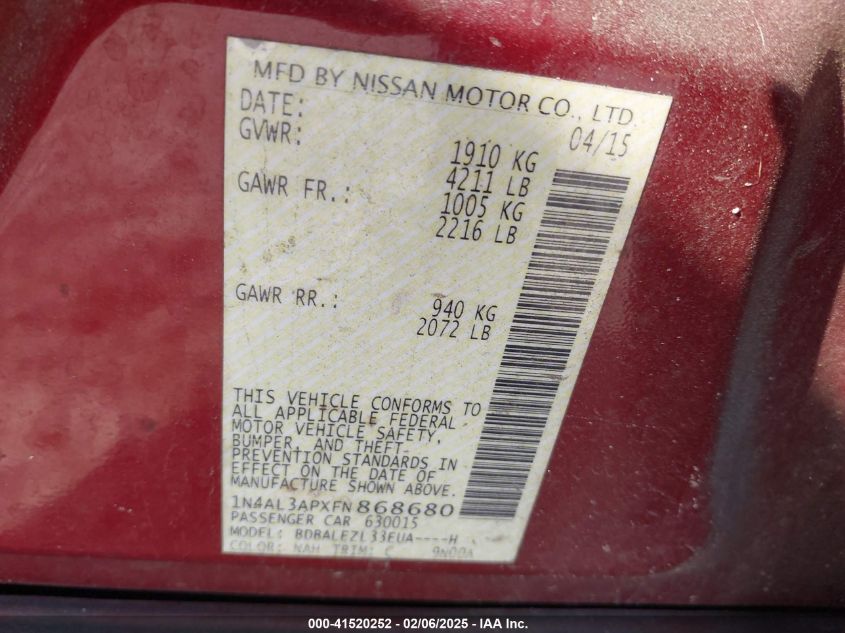 MFD BY NISSAN MOTOR CO., LTD.
DATE: 04/15
GVWR: 1910 KG
4211 LB
GAWR FR.: 1005 KG
2216 LB
GAWR RR.: 940 KG
2072 LB
THIS VEHICLE CONFORMS TO
ALL APPLICABLE FEDERAL
MOTOR VEHICLE SAFETY,
BUMPER, AND THEFT
PREVENTION STANDARDS IN
EFFECT ON THE DATE OF
MANUFACTURE SHOWN ABOVE.
1N4AL3APXFN868680
PASSENGER CAR 630015
MODEL: BDBALEZL33EUA----H
COLOR: NAH TRIM: C 9N00A
000-41520252 - 02/06/2025 - IAA Inc.